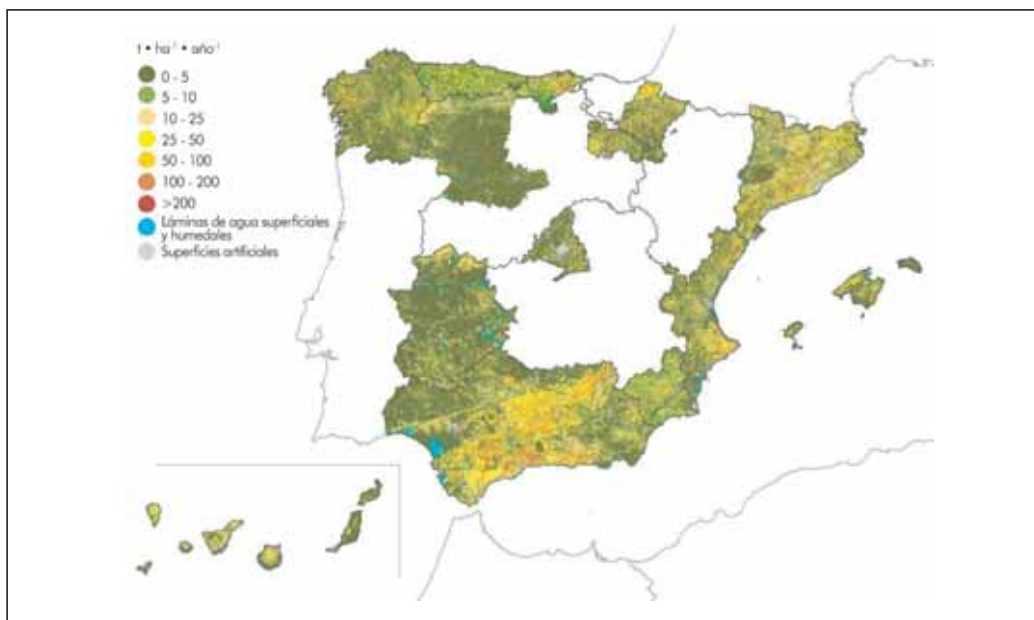 t • ha⁻¹ • año⁻¹
0 - 5
5 - 10
10 - 25
25 - 50
50 - 100
100 - 200
>200
Láminas de agua superficiales
y humedales
Superficies artificiales